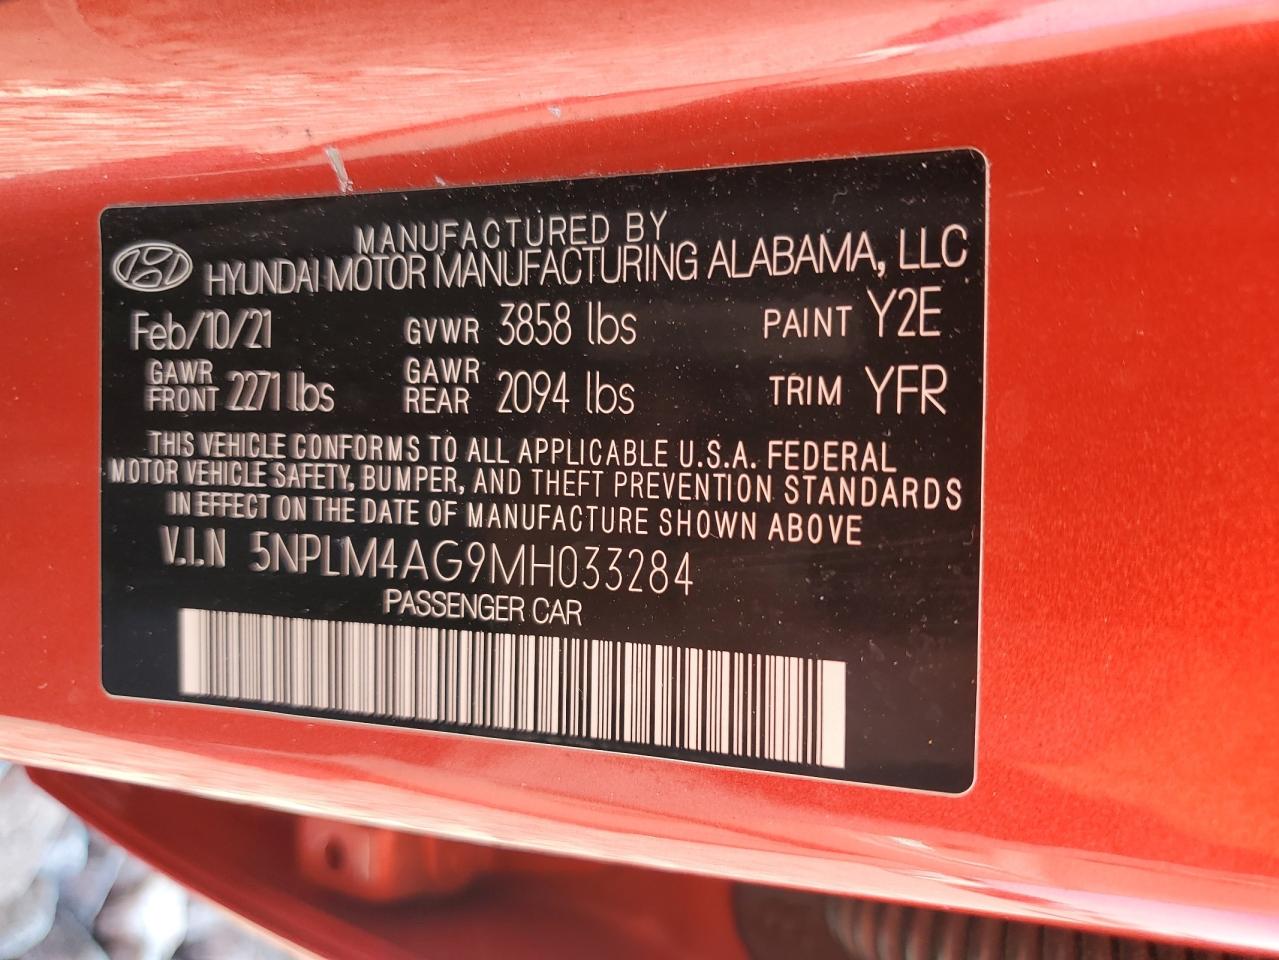 MANUFACTURED BY
HYUNDAI MOTOR MANUFACTURING ALABAMA, LLC
Feb/10/21 GVWR 3858 lbs PAINT Y2E
GAWR FRONT 2271 lbs GAWR REAR 2094 lbs TRIM YFR
THIS VEHICLE CONFORMS TO ALL APPLICABLE U.S.A. FEDERAL
MOTOR VEHICLE SAFETY, BUMPER, AND THEFT PREVENTION STANDARDS
IN EFFECT ON THE DATE OF MANUFACTURE SHOWN ABOVE
V.I.N 5NPLM4AG9MH033284
PASSENGER CAR